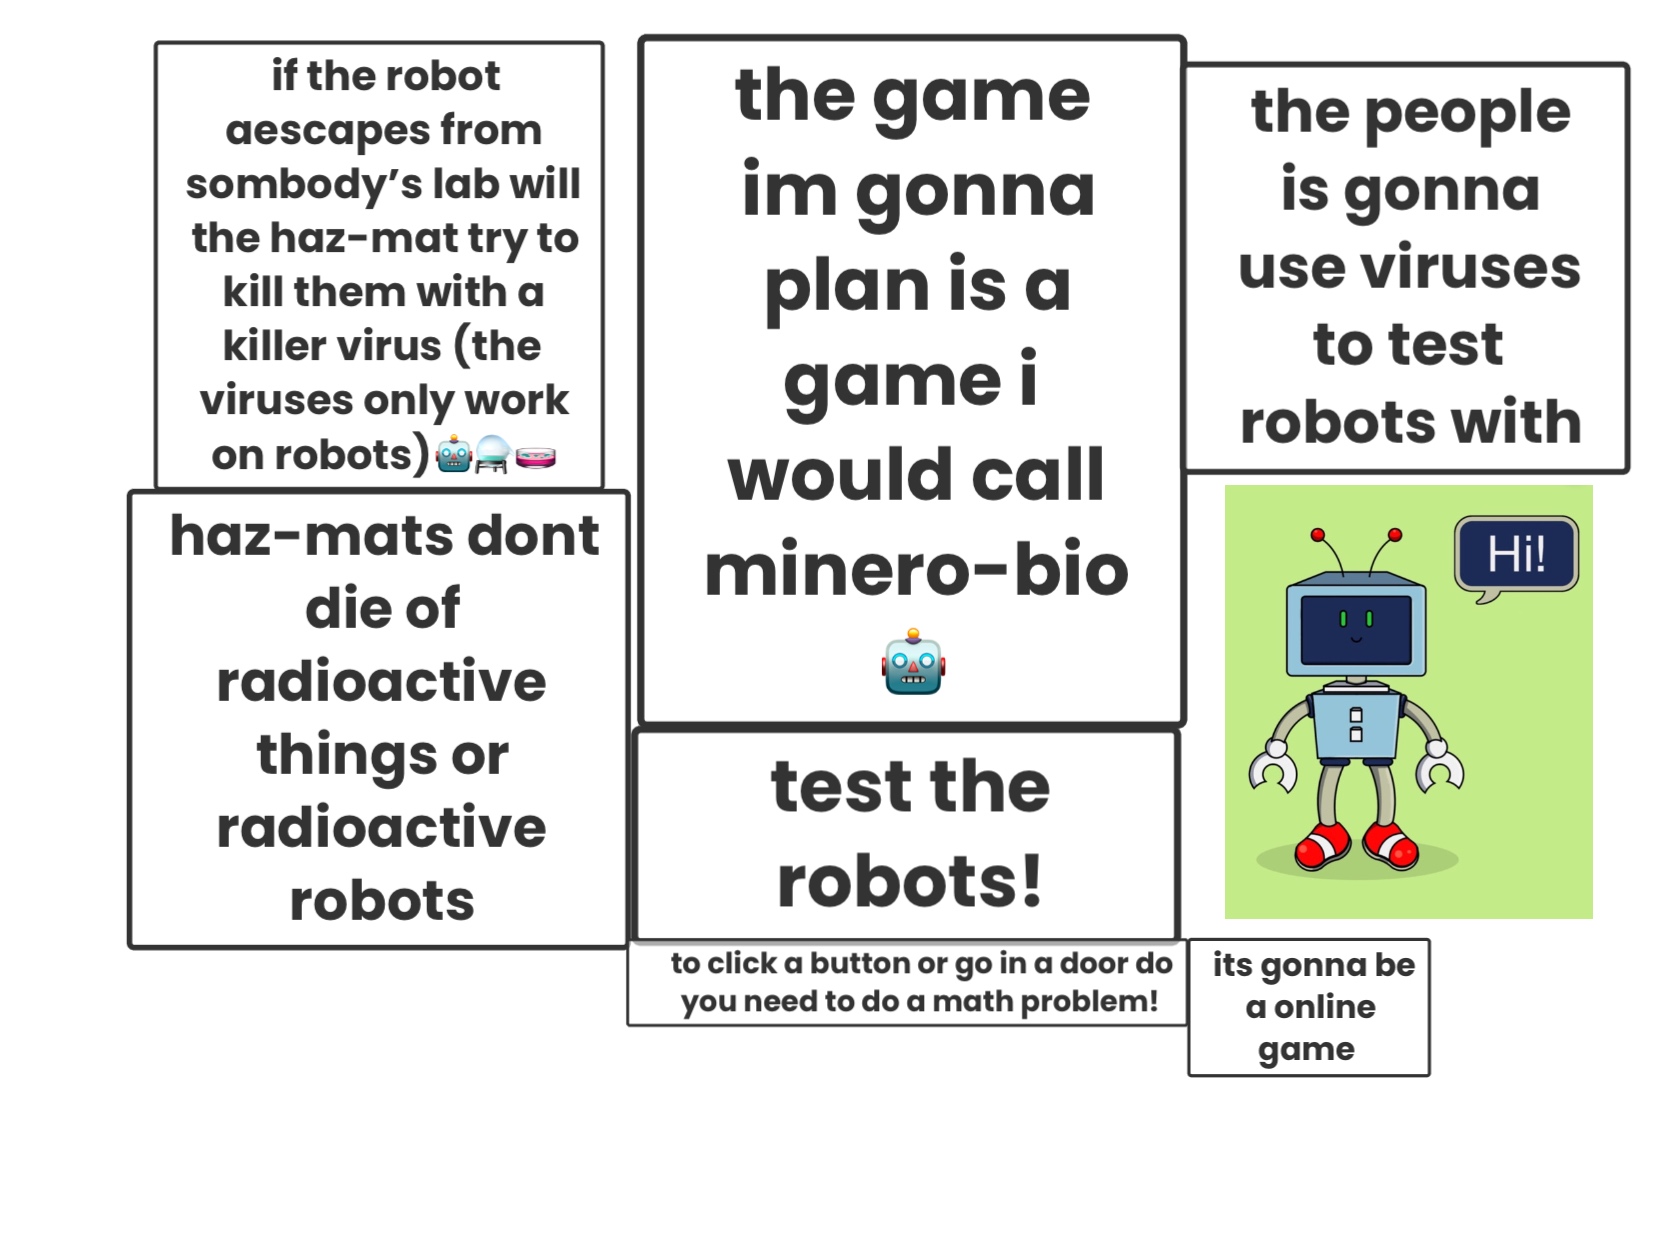 if the robot
aescapes from
sombody’s lab will
the haz-mat try to
kill them with a
killer virus (the
viruses only work
on robots)🤖🔮🧫
haz-mats dont
die of
radioactive
things or
radioactive
robots
the game
im gonna
plan is a
game i
would call
minero-bio
🤖
test the
robots!
to click a button or go in a door do
you need to do a math problem!
the people
is gonna
use viruses
to test
robots with
Hi!
its gonna be
a online
game